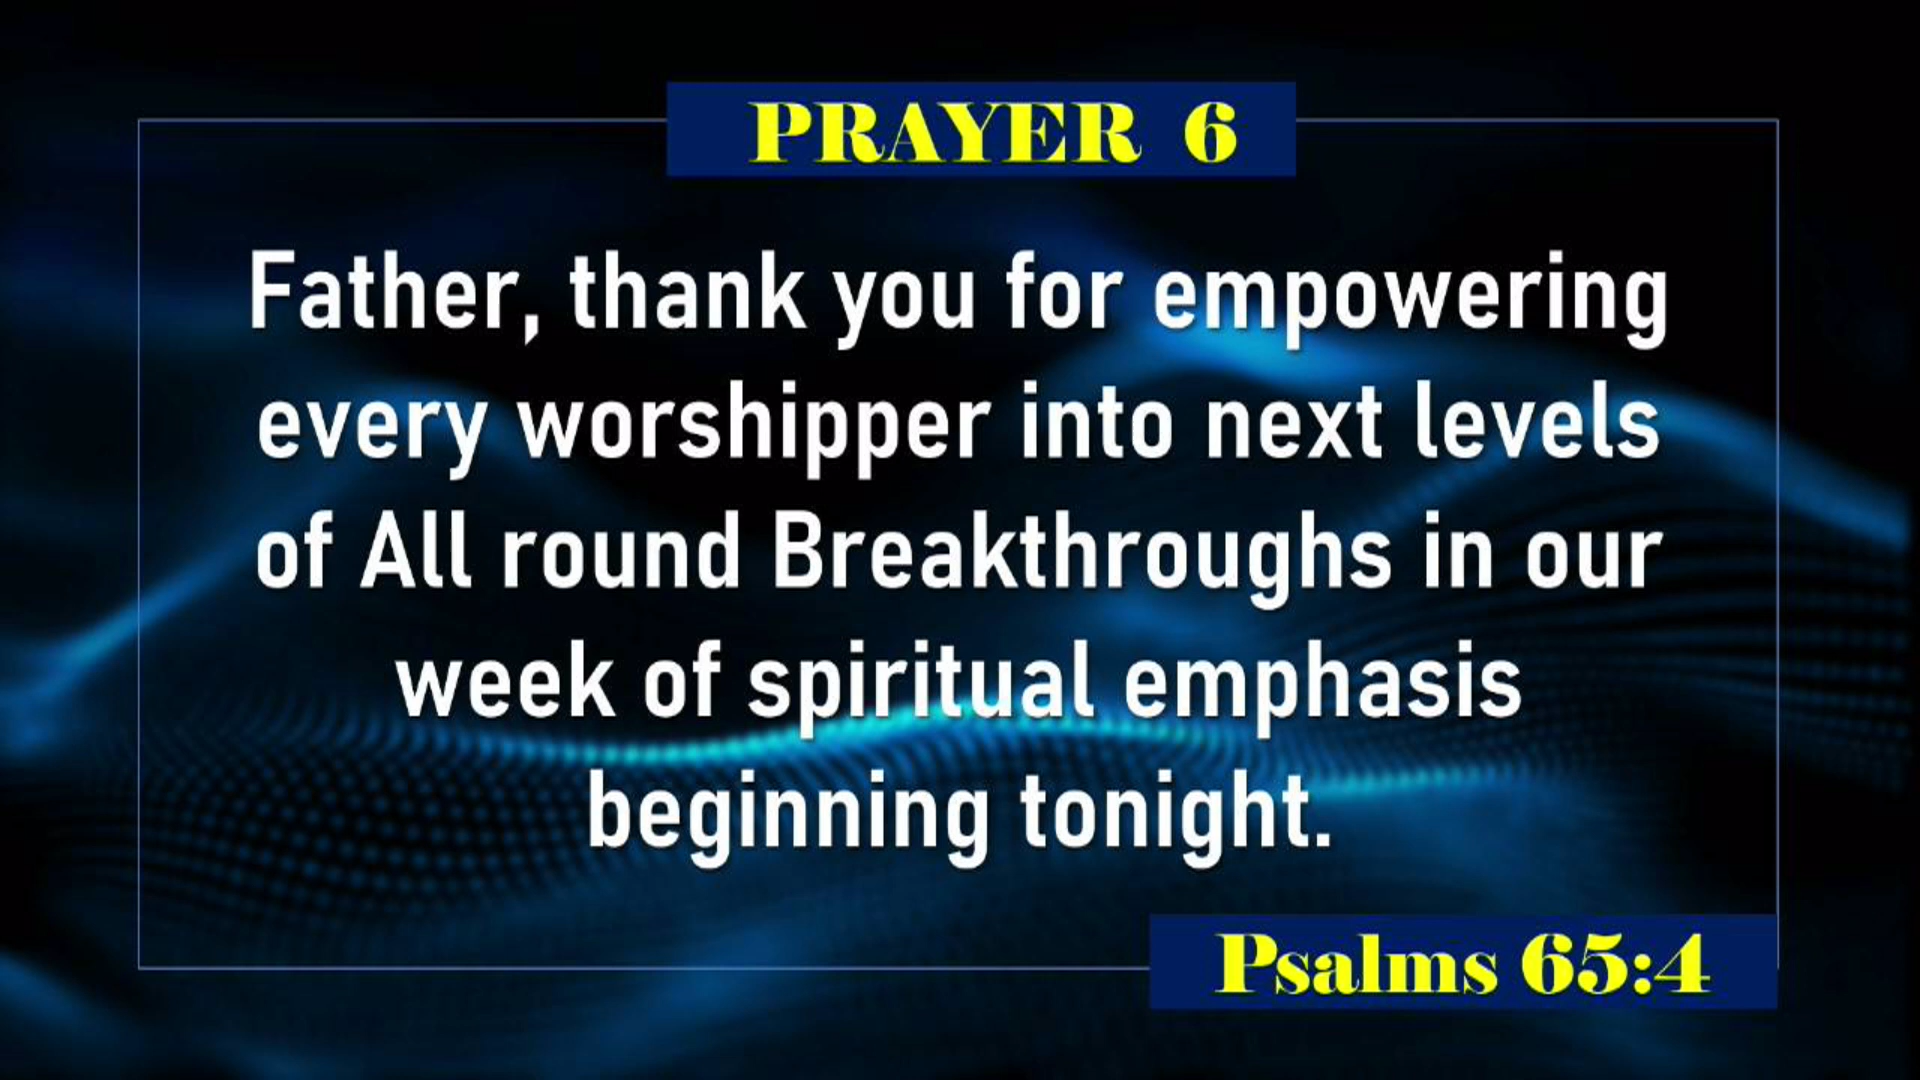 PRAYER 6
Father, thank you for empowering
every worshipper into next levels
of All round Breakthroughs in our
week of spiritual emphasis
beginning tonight.
Psalms 65:4